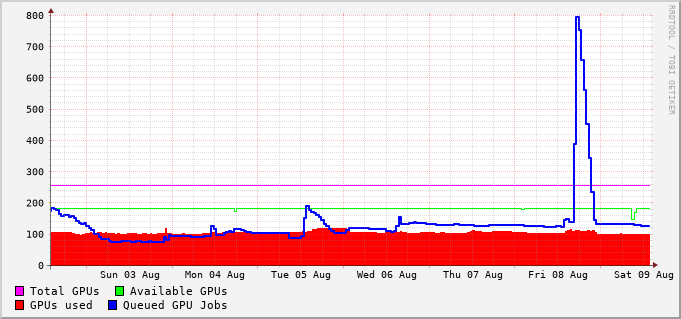 800
700
600
500
400
300
200
100
0
Sun 03 Aug Mon 04 Aug Tue 05 Aug Wed 06 Aug Thu 07 Aug Fri 08 Aug Sat 09 Aug
Total GPUs Available GPUs
GPUs used Queued GPU Jobs
RRDTOOL / TOBI OETIKER